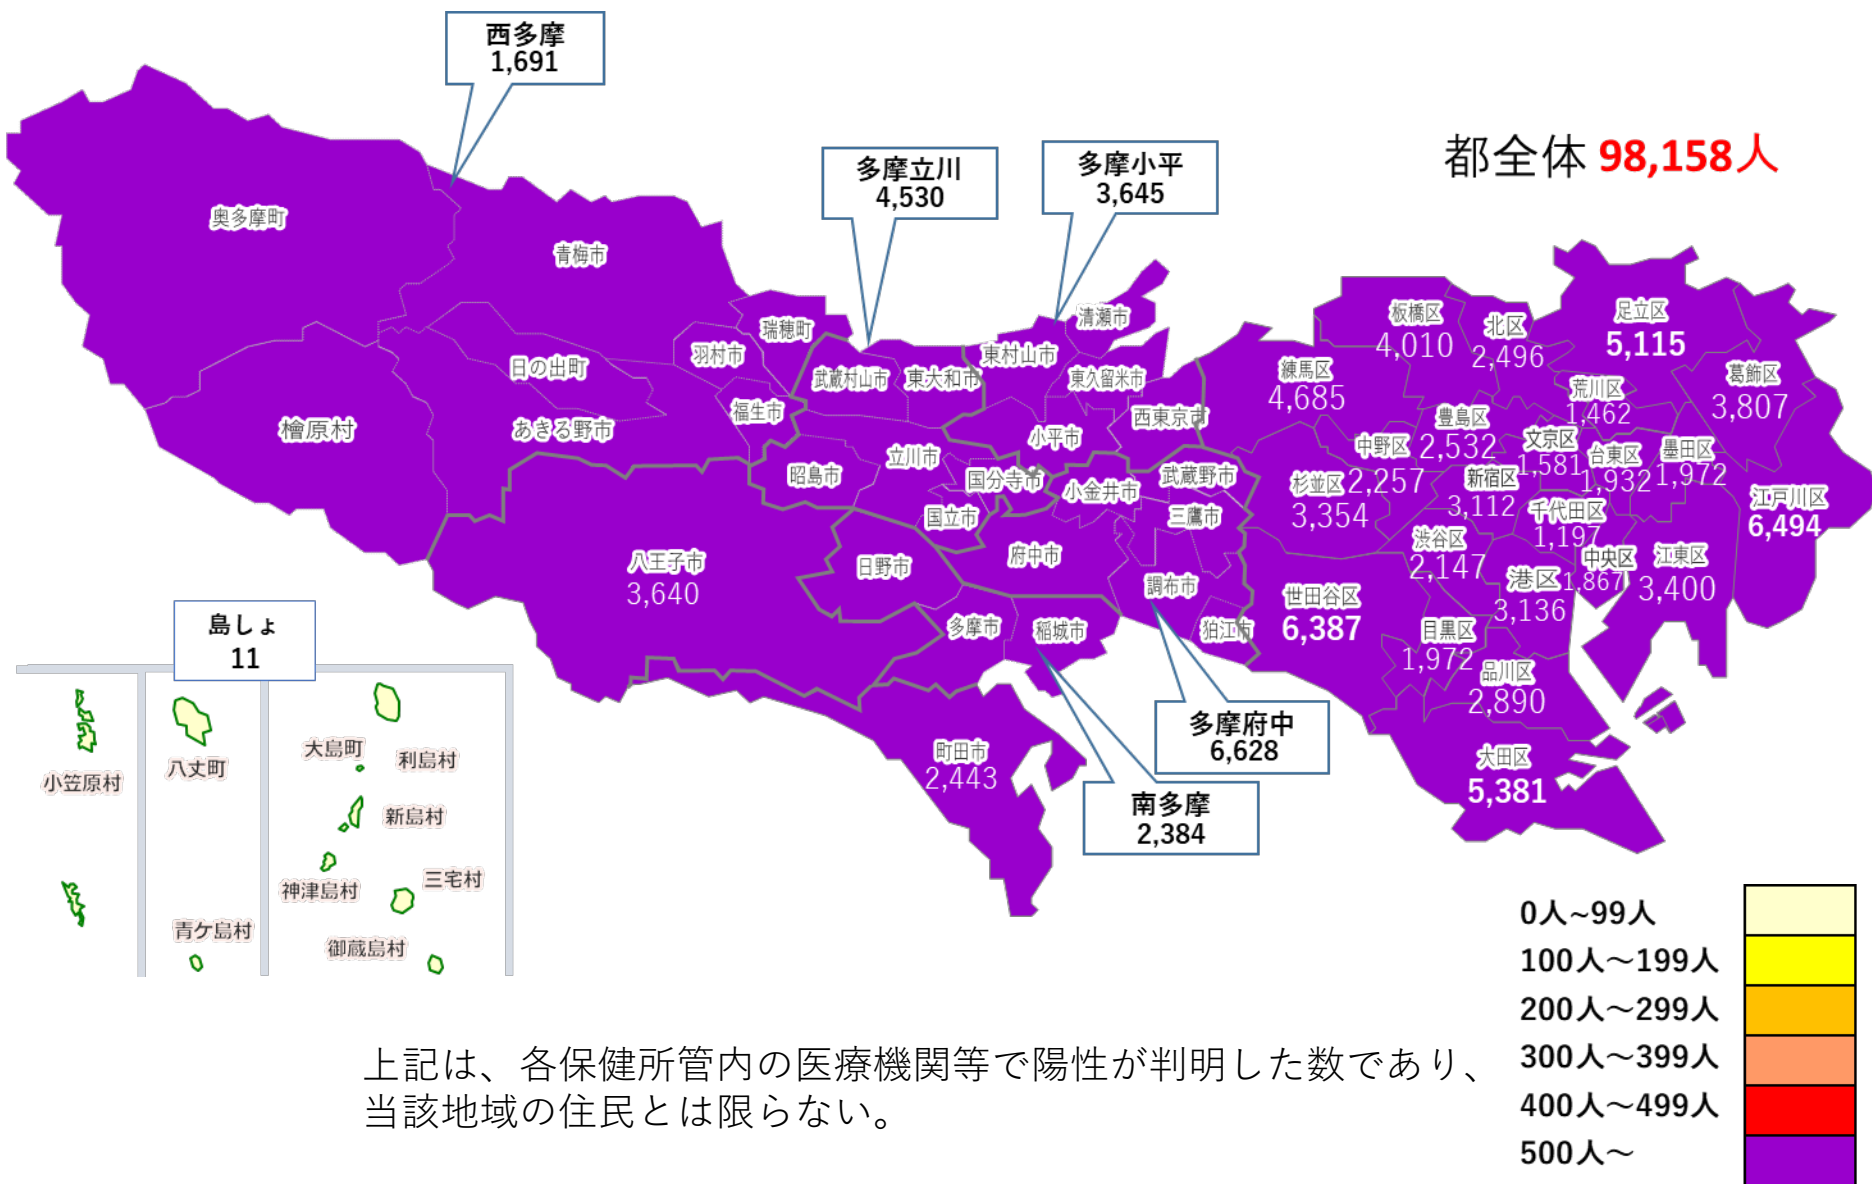 西多摩
1,691
多摩立川
4,530
多摩小平
3,645
都全体 98,158人
奥多摩町
青梅市
瑞穂町
羽村市
日の出町
福生市
あきる野市
檜原村
武蔵村山市
東大和市
東村山市
清瀬市
東久留米市
西東京市
小平市
立川市
昭島市
国分寺市
国立市
小金井市
武蔵野市
三鷹市
府中市
調布市
狛江市
八王子市
3,640
日野市
多摩市
稲城市
町田市
2,443
多摩府中
6,628
南多摩
2,384
板橋区
4,010
北区
2,496
足立区
5,115
葛飾区
3,807
練馬区
4,685
荒川区
1,462
豊島区
2,532
中野区
2,257
文京区
1,581
台東区
1,932
墨田区
1,972
杉並区
3,354
新宿区
3,112
千代田区
1,197
江戸川区
6,494
渋谷区
2,147
中央区
1,867
江東区
3,400
港区
3,136
世田谷区
6,387
目黒区
1,972
品川区
2,890
大田区
5,381
島しょ
11
小笠原村
八丈町
青ケ島村
大島町
利島村
新島村
神津島村
三宅村
御蔵島村
0人~99人
100人～199人
200人～299人
300人～399人
400人～499人
500人～
上記は、各保健所管内の医療機関等で陽性が判明した数であり、
当該地域の住民とは限らない。